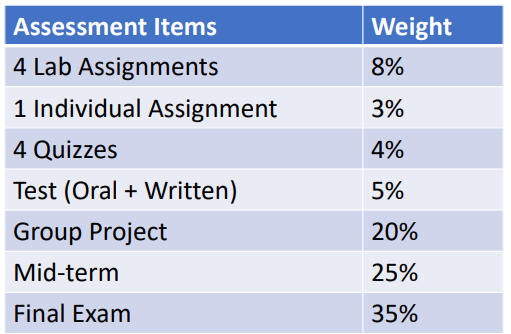 Assessment Items Weight
4 Lab Assignments 8%
1 Individual Assignment 3%
4 Quizzes 4%
Test (Oral + Written) 5%
Group Project 20%
Mid-term 25%
Final Exam 35%